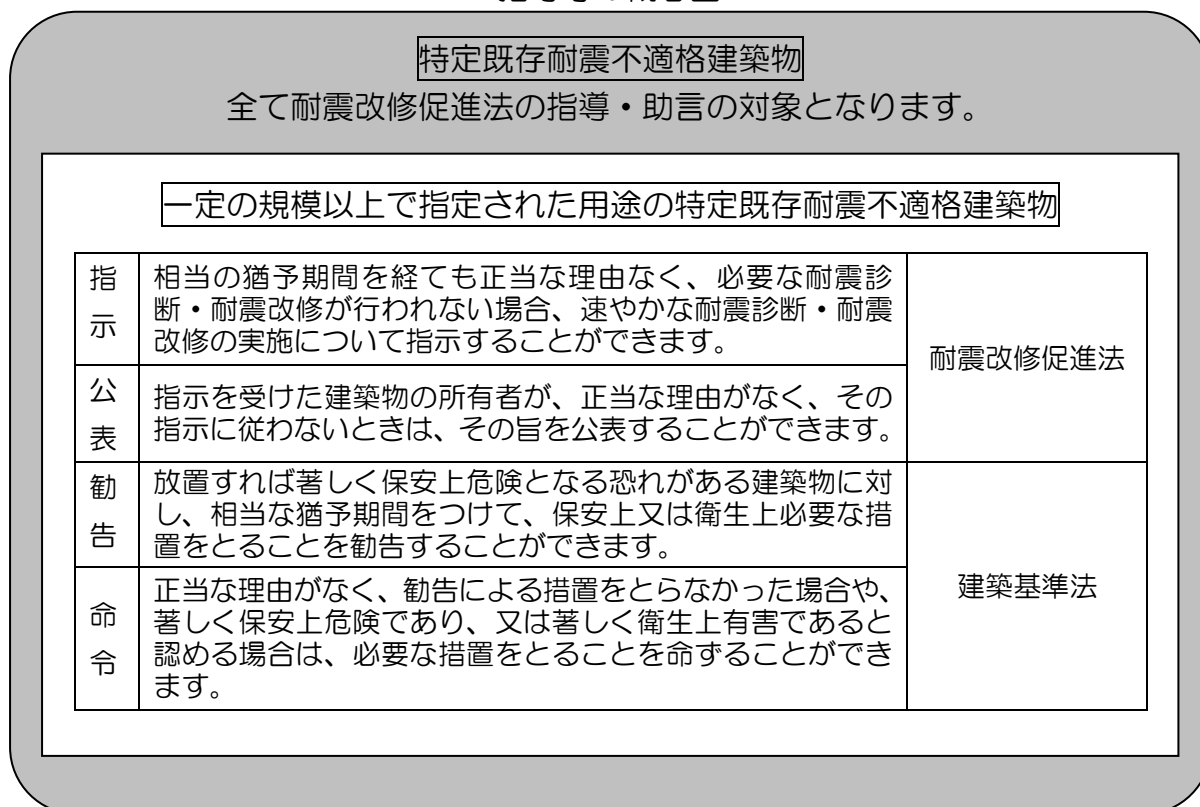 特定既存耐震不適格建築物
全て耐震改修促進法の指導・助言の対象となります。
一定の規模以上で指定された用途の特定既存耐震不適格建築物
指示
相当の猶予期間を経ても正当な理由なく、必要な耐震診
断・耐震改修が行われない場合、速やかな耐震診断・耐震
改修の実施について指示することができます。
耐震改修促進法
公表
指示を受けた建築物の所有者が、正当な理由がなく、その
指示に従わないときは、その旨を公表することができます。
勧告
放置すれば著しく保安上危険となる恐れがある建築物に対
し、相当な猶予期間をつけて、保安上又は衛生上必要な措
置をとることを勧告することができます。
建築基準法
命令
正当な理由がなく、勧告による措置をとらなかった場合や、
著しく保安上危険であり、又は著しく衛生上有害であると
認める場合は、必要な措置をとることを命ずることができ
ます。